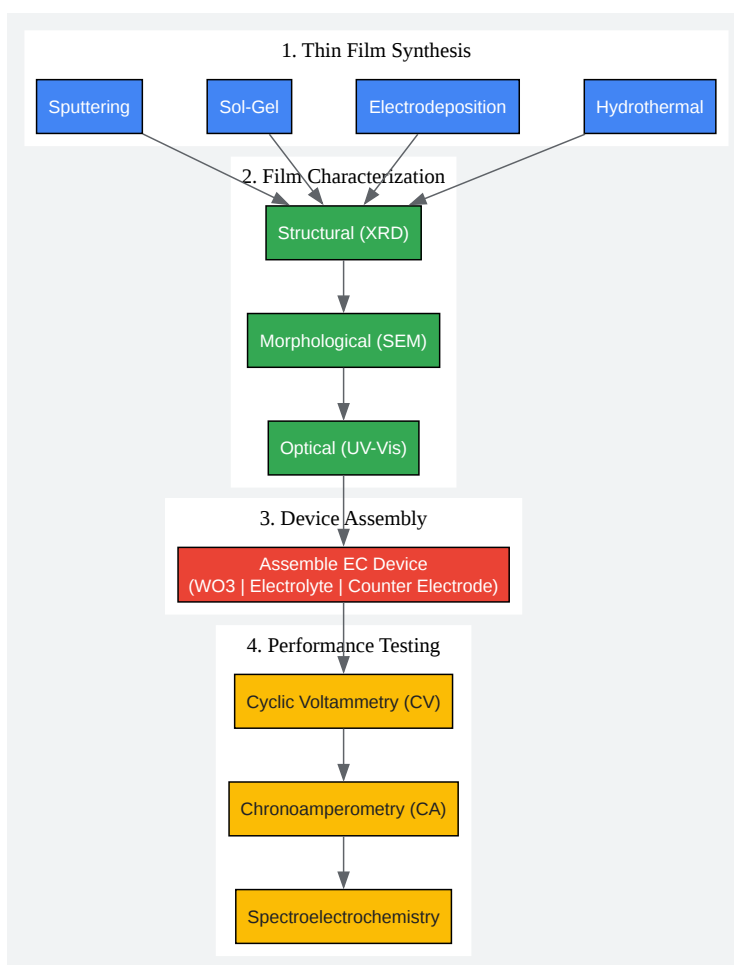 1. Thin Film Synthesis
Sputtering
Sol-Gel
Electrodeposition
Hydrothermal
2. Film Characterization
Structural (XRD)
Morphological (SEM)
Optical (UV-Vis)
3. Device Assembly
Assemble EC Device
(WO3 | Electrolyte | Counter Electrode)
4. Performance Testing
Cyclic Voltammetry (CV)
Chronoamperometry (CA)
Spectroelectrochemistry